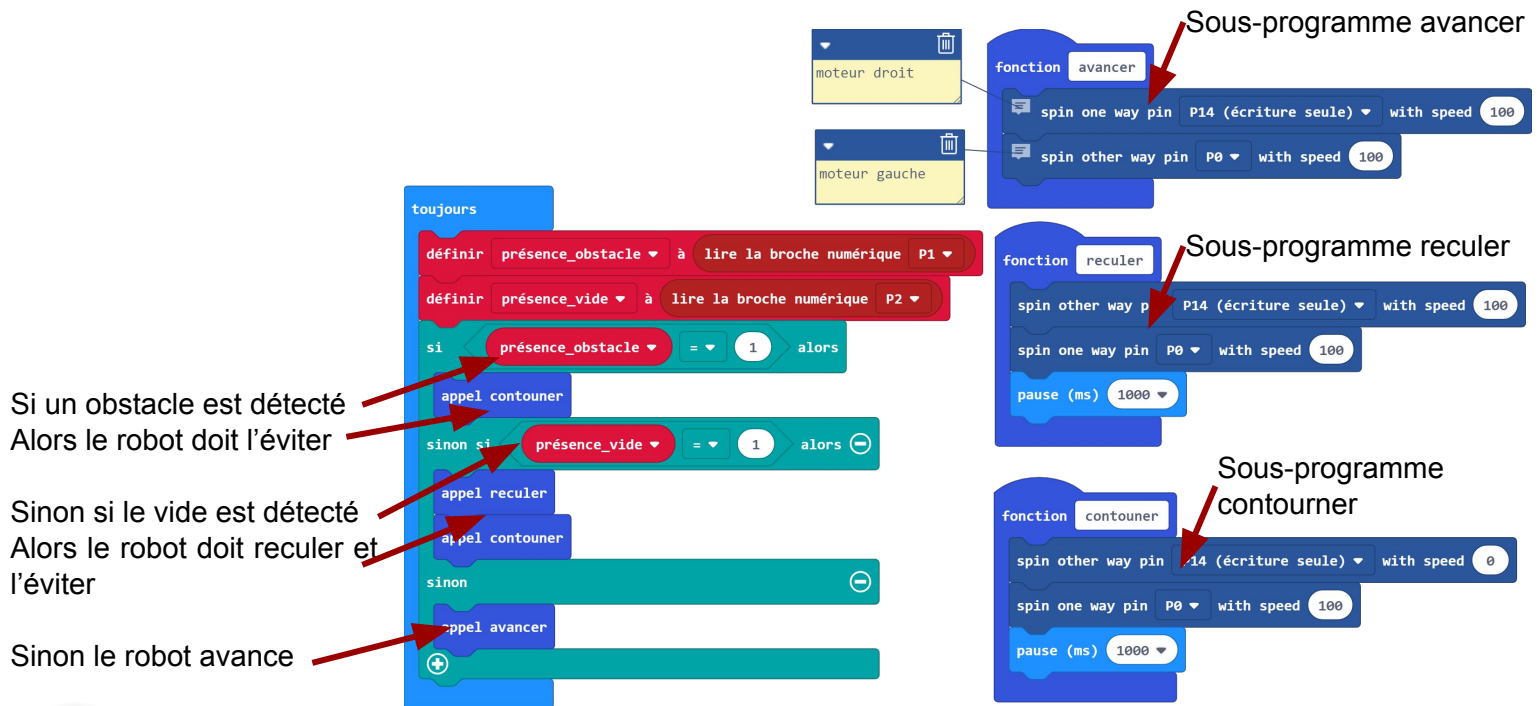 Sous-programme avancer
moteur droit
fonction avancer
spin one way pin P14 (écriture seule) with speed 100
spin other way pin P0 with speed 100
moteur gauche
toujours
définir présence_obstacle à lire la broche numérique P1
définir présence_vide à lire la broche numérique P2
si présence_obstacle = 1 alors
appel contouner
sinon si présence_vide = 1 alors
appel reculer
appel contouner
sinon
appel avancer
Si un obstacle est détecté
Alors le robot doit l’éviter
Sinon si le vide est détecté
Alors le robot doit reculer et
l’éviter
Sinon le robot avance
Sous-programme reculer
fonction reculer
spin other way p P14 (écriture seule) with speed 100
spin one way pin P0 with speed 100
pause (ms) 1000
Sous-programme
contourner
fonction contouner
spin other way pin P14 (écriture seule) with speed 0
spin one way pin P0 with speed 100
pause (ms) 1000